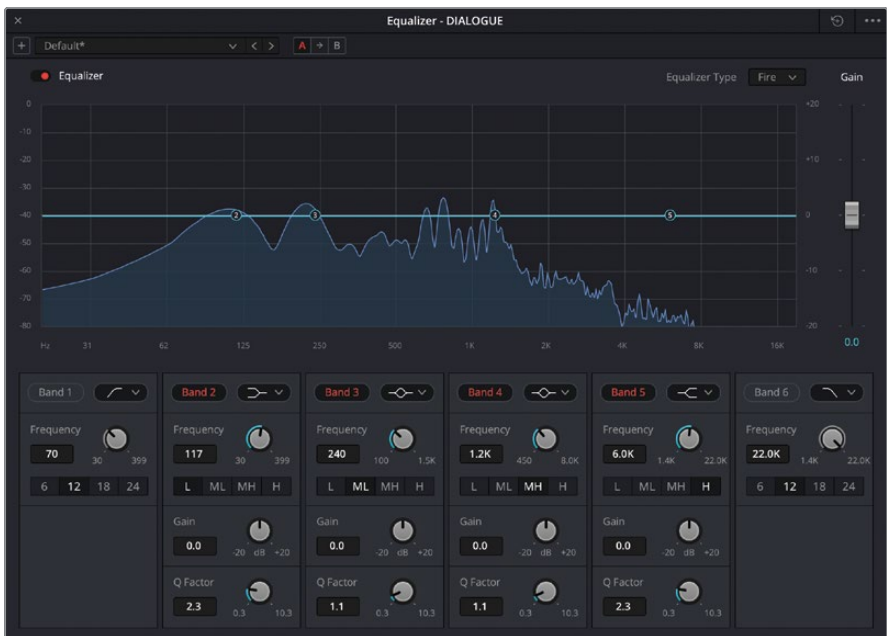 Equalizer - DIALOGUE
Default* A B
Equalizer Equalizer Type Fire Gain
0 +20
-10
-20 +10
-30
-40 2 3 4 5 0
-50
-60 -10
-70
-80 -20
Hz 31 62 125 250 500 1K 2K 4K 8K 16K 0.0
Band 1 Band 2 Band 3 Band 4 Band 5 Band 6
Frequency Frequency Frequency Frequency Frequency Frequency
70 30 399 117 30 399 240 100 1.5K 1.2K 450 8.0K 6.0K 1.4K 22.0K 22.0K 1.4K 22.0K
6 12 18 24 L ML MH H L ML MH H L ML MH H L ML MH H 6 12 18 24
Gain Gain Gain Gain
0.0 -20 dB +20 0.0 -20 dB +20 0.0 -20 dB +20 0.0 -20 dB +20
Q Factor Q Factor Q Factor Q Factor
2.3 0.3 10.3 1.1 0.3 10.3 1.1 0.3 10.3 2.3 0.3 10.3